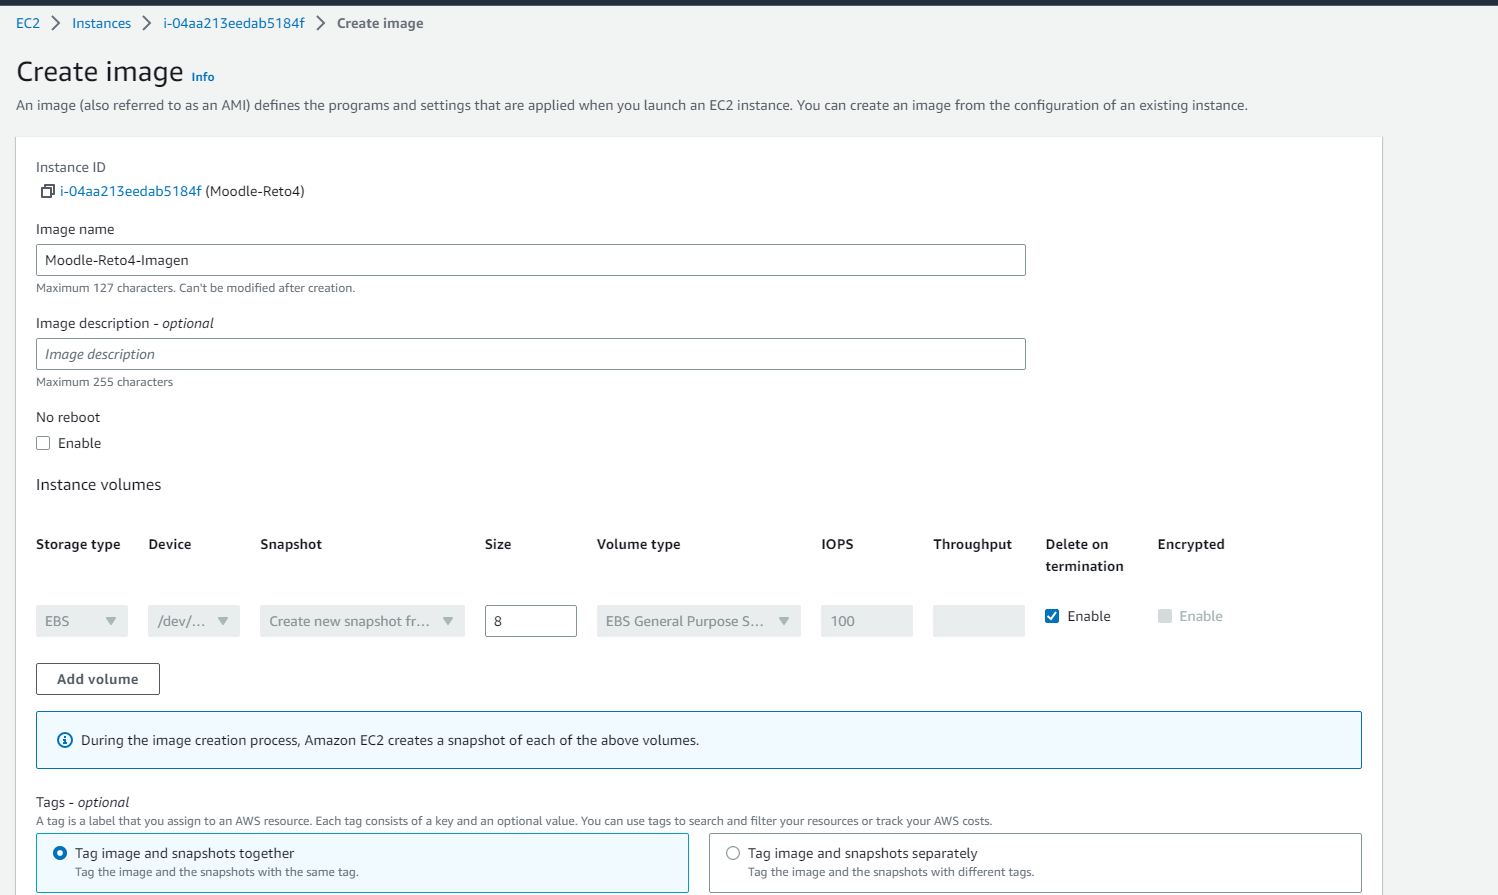 EC2 > Instances > i-04aa213eedab5184f > Create image
Create image Info
An image (also referred to as an AMI) defines the programs and settings that are applied when you launch an EC2 instance. You can create an image from the configuration of an existing instance.
Instance ID
i-04aa213eedab5184f (Moodle-Reto4)
Image name
Moodle-Reto4-Imagen
Maximum 127 characters. Can't be modified after creation.
Image description - optional
Image description
Maximum 255 characters
No reboot
Enable
Instance volumes
Storage type Device Snapshot Size Volume type IOPS Throughput Delete on termination Encrypted
EBS /dev/... Create new snapshot fr... 8 EBS General Purpose S... 100 Enable Enable
Add volume
During the image creation process, Amazon EC2 creates a snapshot of each of the above volumes.
Tags - optional
A tag is a label that you assign to an AWS resource. Each tag consists of a key and an optional value. You can use tags to search and filter your resources or track your AWS costs.
Tag image and snapshots together
Tag the image and the snapshots with the same tag.
Tag image and snapshots separately
Tag the image and the snapshots with different tags.